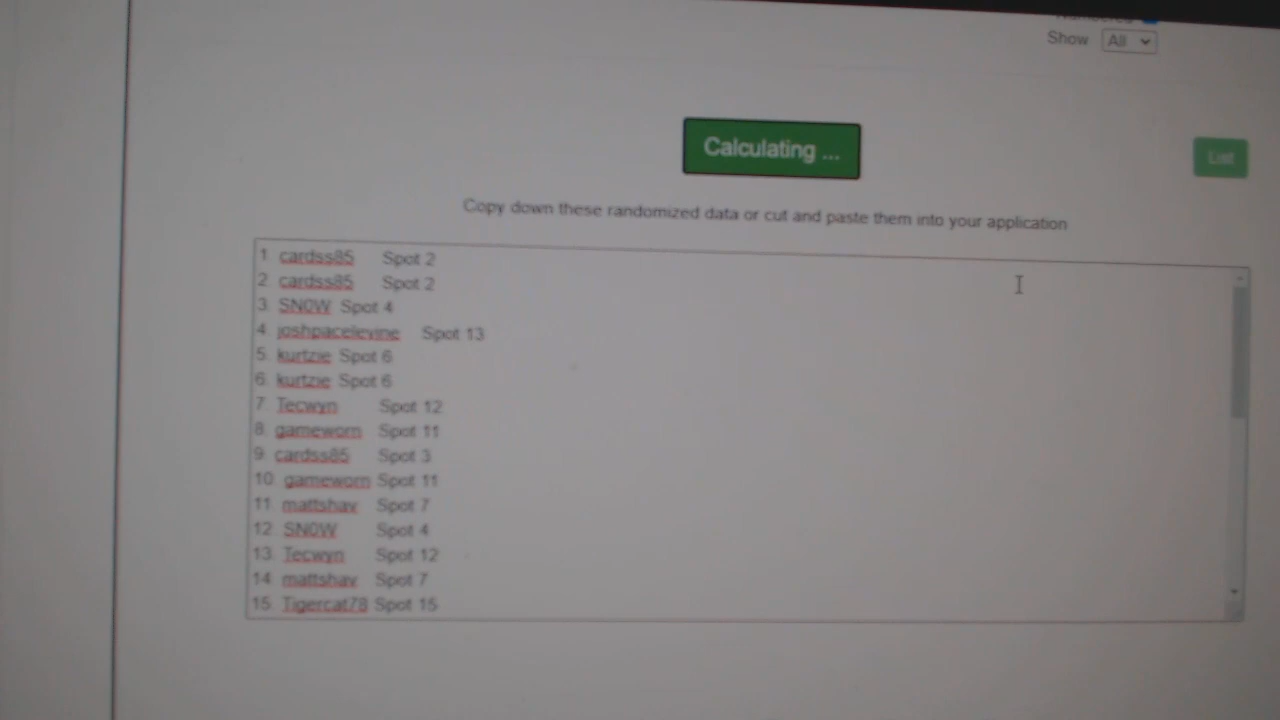 Show All
Calculating ...
List
Copy down these randomized data or cut and paste them into your application
1 cardss85 Spot 2
2. cardss85 Spot 2
3. SN0W Spot 4
4. joshpacelevine Spot 13
5. kurtzie Spot 6
6. kurtzie Spot 6
7. Tecwyn Spot 12
8. gameworn Spot 11
9. cardss85 Spot 3
10. gameworn Spot 11
11. mattshav Spot 7
12. SN0W Spot 4
13. Tecwyn Spot 12
14. mattshav Spot 7
15. Tigercat78 Spot 15